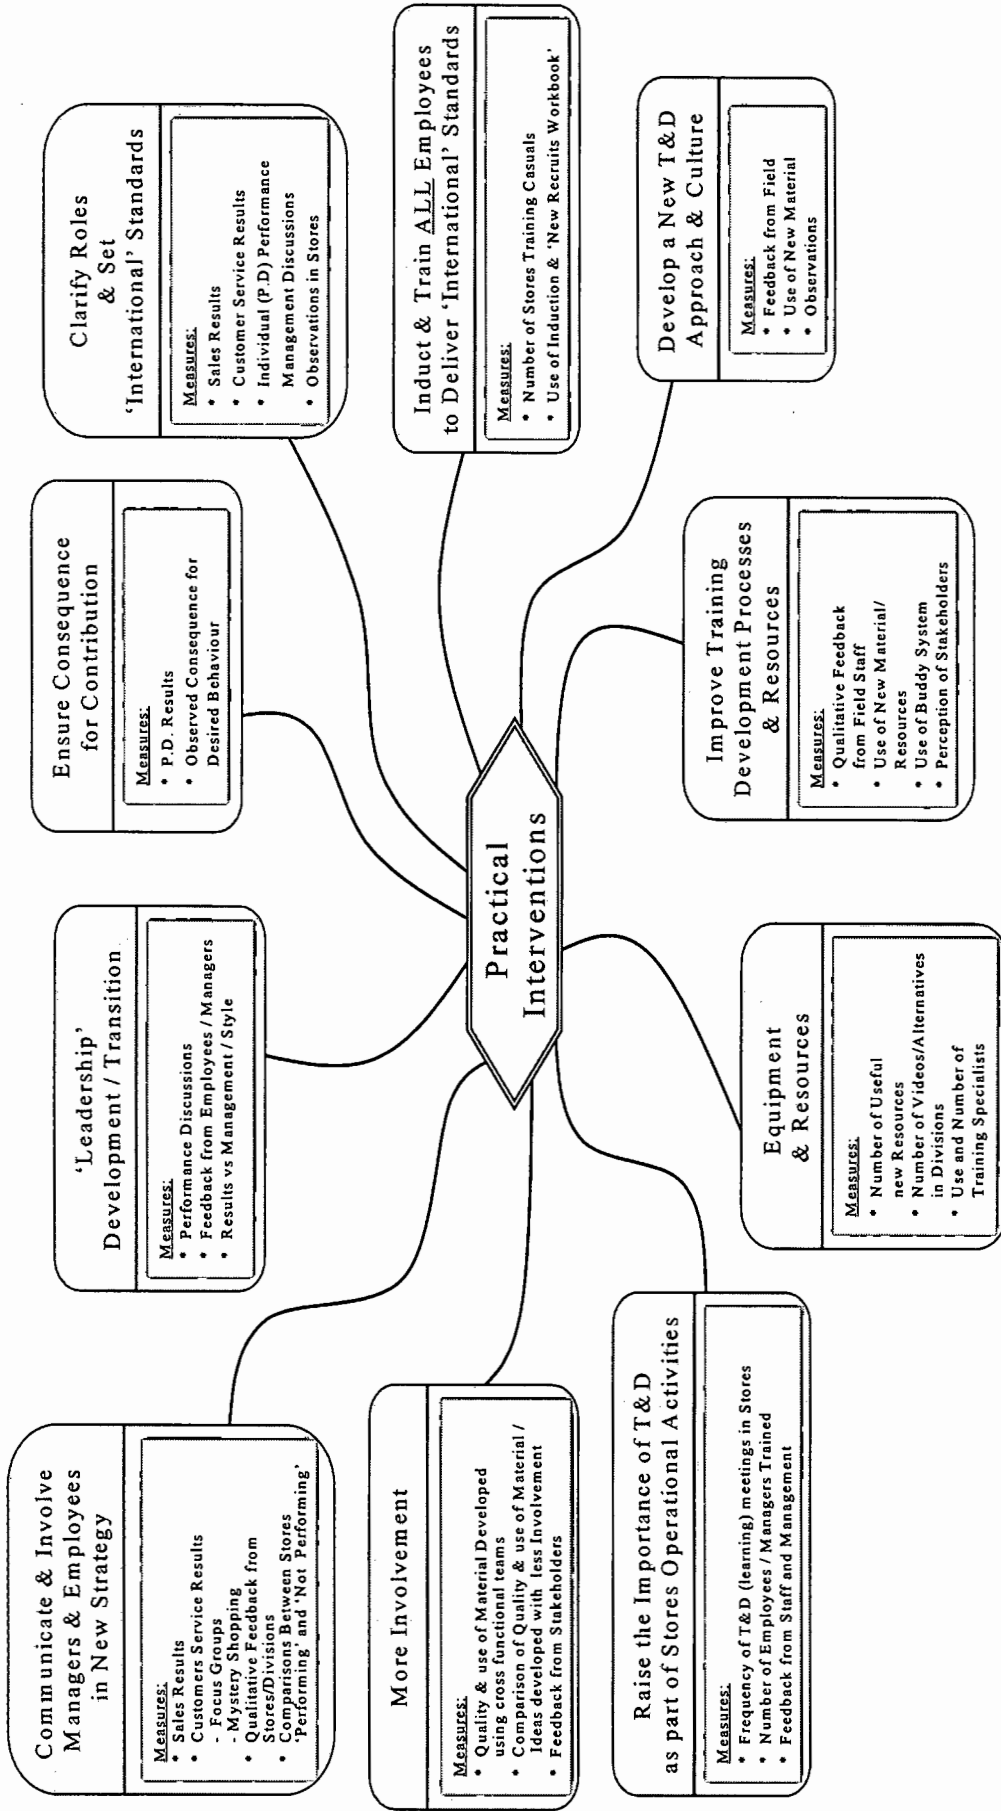 Communicate & Involve
Managers & Employees
in New Strategy
Measures:
• Sales Results
• Customers Service Results
- Focus Groups
- Mystery Shopping
• Qualitative Feedback from
Stores/Divisions
• Comparisons Between Stores
'Performing' and 'Not Performing'
'Leadership'
Development / Transition
Measures:
• Performance Discussions
• Feedback from Employees / Managers
• Results vs Management / Style
Ensure Consequence
for Contribution
Measures:
• P.D. Results
• Observed Consequence for
Desired Behaviour
Clarify Roles
& Set
'International' Standards
Measures:
• Sales Results
• Customer Service Results
• Individual (P.D) Performance
Management Discussions
• Observations in Stores
More Involvement
Measures:
• Quality & use of Material Developed
using cross functional teams
• Comparison of Quality & use of Material /
Ideas developed with less Involvement
• Feedback from Stakeholders
Practical
Interventions
Induct & Train ALL Employees
to Deliver 'International' Standards
Measures:
• Number of Stores Training Casuals
• Use of Induction & 'New Recruits Workbook'
Raise the Importance of T&D
as part of Stores Operational Activities
Measures:
• Frequency of T&D (learning) meetings in Stores
• Number of Employees / Managers Trained
• Feedback from Staff and Management
Equipment
& Resources
Measures:
• Number of Useful
new Resources
• Number of Videos/Alternatives
in Divisions
• Use and Number of
Training Specialists
Improve Training
Development Processes
& Resources
Measures:
• Qualitative Feedback
from Field Staff
• Use of New Material/
Resources
• Use of Buddy System
• Perception of Stakeholders
Develop a New T&D
Approach & Culture
Measures:
• Feedback from Field
• Use of New Material
• Observations